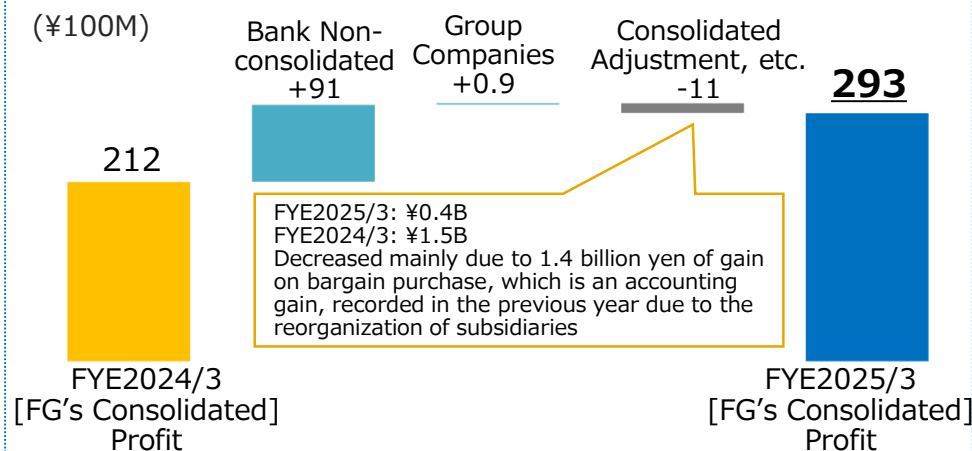 (¥100M)
Bank Non-
consolidated
+91
Group
Companies
+0.9
Consolidated
Adjustment, etc.
-11
293
212
FYE2025/3: ¥0.4B
FYE2024/3: ¥1.5B
Decreased mainly due to 1.4 billion yen of gain
on bargain purchase, which is an accounting
gain, recorded in the previous year due to the
reorganization of subsidiaries
FYE2024/3
[FG's Consolidated]
Profit
FYE2025/3
[FG's Consolidated]
Profit